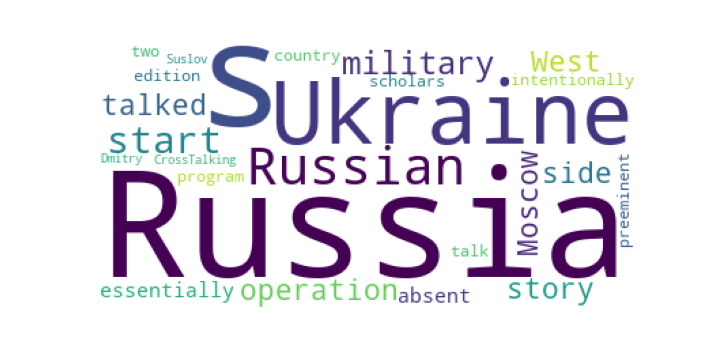 two
Suslov
country
military
West
edition
scholars
intentionally
S
talked
Ukraine
start
Russian
Dmitry
CrossTalking
program
side
Moscow
preeminent
Russia
talk
essentially
operation
absent
story